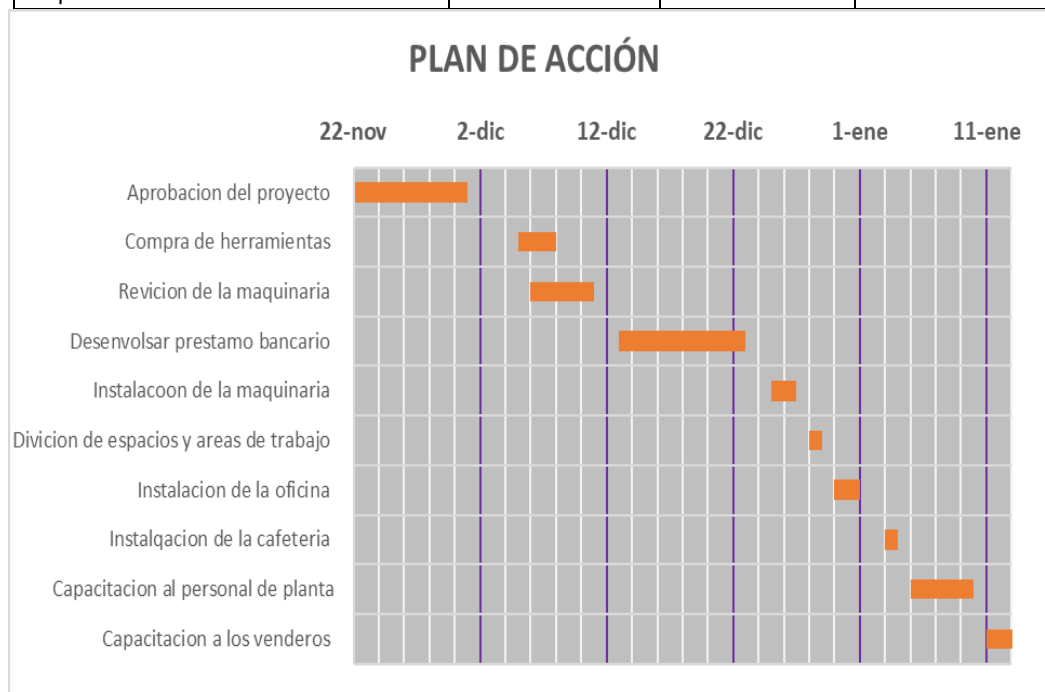 PLAN DE ACCIÓN
22-nov 2-dic 12-dic 22-dic 1-ene 11-ene
Aprobacion del proyecto
Compra de herramientas
Revicion de la maquinaria
Desenvolsar prestamo bancario
Instalacoon de la maquinaria
Divicion de espacios y areas de trabajo
Instalacion de la oficina
Instalqacion de la cafeteria
Capacitacion al personal de planta
Capacitacion a los venderos